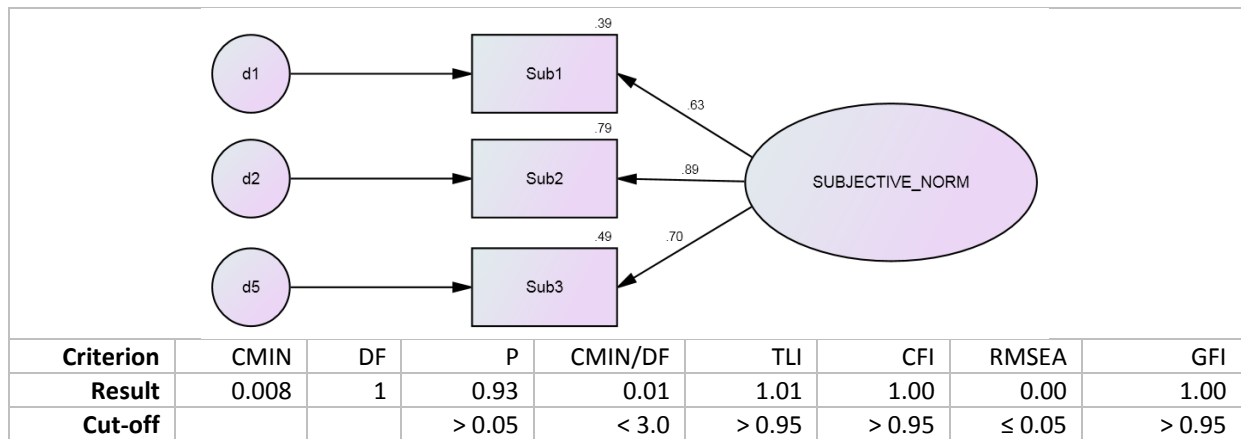 .39
d1
Sub1
.63
.79
d2
Sub2
.89
SUBJECTIVE_NORM
.49
.70
d5
Sub3
Criterion CMIN DF P CMIN/DF TLI CFI RMSEA GFI
Result 0.008 1 0.93 0.01 1.01 1.00 0.00 1.00
Cut-off > 0.05 < 3.0 > 0.95 > 0.95 ≤ 0.05 > 0.95